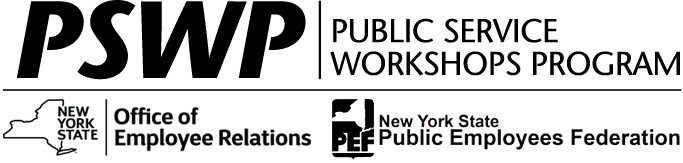 PSWP
PUBLIC SERVICE
WORKSHOPS PROGRAM
NEW
YORK
STATE
Office of
Employee Relations
PEF
New York State
Public Employees Federation